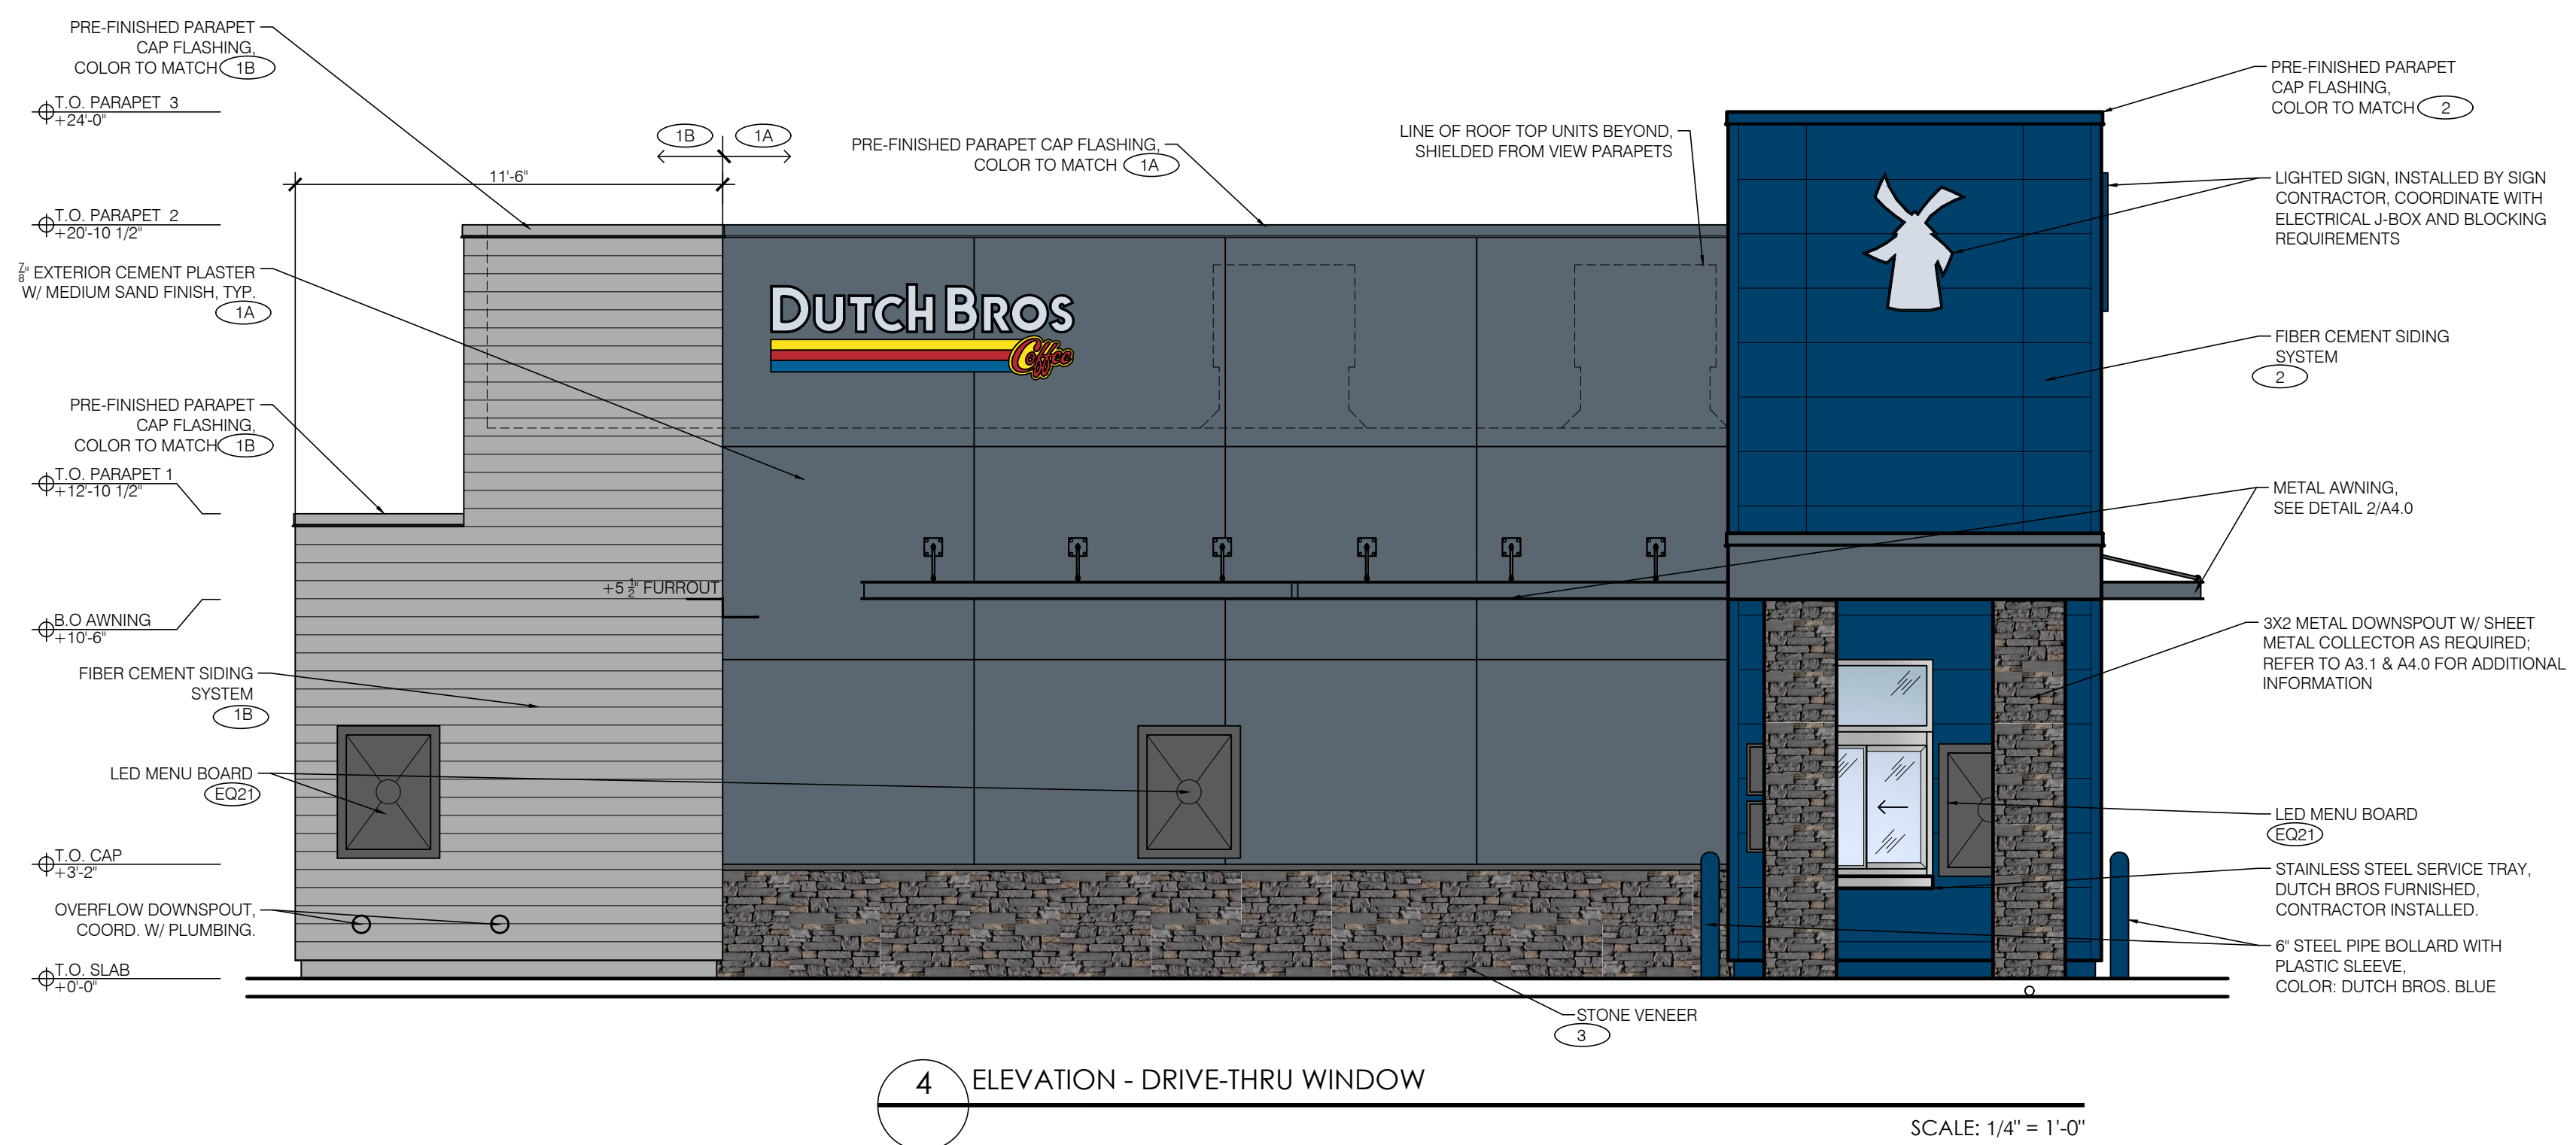 PRE-FINISHED PARAPET
CAP FLASHING,
COLOR TO MATCH 1B
T.O. PARAPET 3
+24'-0"
11'-6"
1B 1A
T.O. PARAPET 2
+20'-10 1/2"
7/8" EXTERIOR CEMENT PLASTER
W/ MEDIUM SAND FINISH, TYP.
1A
PRE-FINISHED PARAPET
CAP FLASHING,
COLOR TO MATCH 1B
T.O. PARAPET 1
+12'-10 1/2"
+5 1/2" FURROUT
B.O AWNING
+10'-6"
FIBER CEMENT SIDING
SYSTEM
1B
LED MENU BOARD
EQ21
T.O. CAP
+3'-2"
OVERFLOW DOWNSPOUT,
COORD. W/ PLUMBING.
T.O. SLAB
+0'-0"
PRE-FINISHED PARAPET CAP FLASHING,
COLOR TO MATCH 1A
LINE OF ROOF TOP UNITS BEYOND,
SHIELDED FROM VIEW PARAPETS
DUTCH BROS
Coffee
PRE-FINISHED PARAPET
CAP FLASHING,
COLOR TO MATCH 2
LIGHTED SIGN, INSTALLED BY SIGN
CONTRACTOR, COORDINATE WITH
ELECTRICAL J-BOX AND BLOCKING
REQUIREMENTS
FIBER CEMENT SIDING
SYSTEM
2
METAL AWNING,
SEE DETAIL 2/A4.0
3X2 METAL DOWNSPOUT W/ SHEET
METAL COLLECTOR AS REQUIRED;
REFER TO A3.1 & A4.0 FOR ADDITIONAL
INFORMATION
LED MENU BOARD
EQ21
STAINLESS STEEL SERVICE TRAY,
DUTCH BROS FURNISHED,
CONTRACTOR INSTALLED.
6" STEEL PIPE BOLLARD WITH
PLASTIC SLEEVE,
COLOR: DUTCH BROS. BLUE
STONE VENEER
3
4 ELEVATION - DRIVE-THRU WINDOW
SCALE: 1/4" = 1'-0"